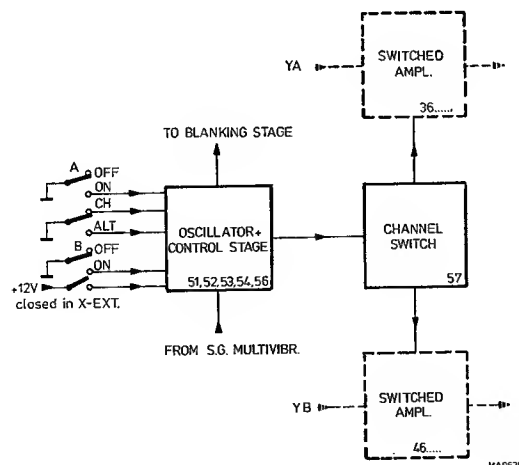 YA
SWITCHED
AMPL.
36.....
TO BLANKING STAGE
A
OFF
ON
CH
ALT
B
OFF
ON
+12V
closed in X-EXT.
OSCILLATOR+
CONTROL STAGE
51,52,53,54,56
CHANNEL
SWITCH
57
FROM S.G. MULTIVIBR.
YB
SWITCHED
AMPL.
46.....